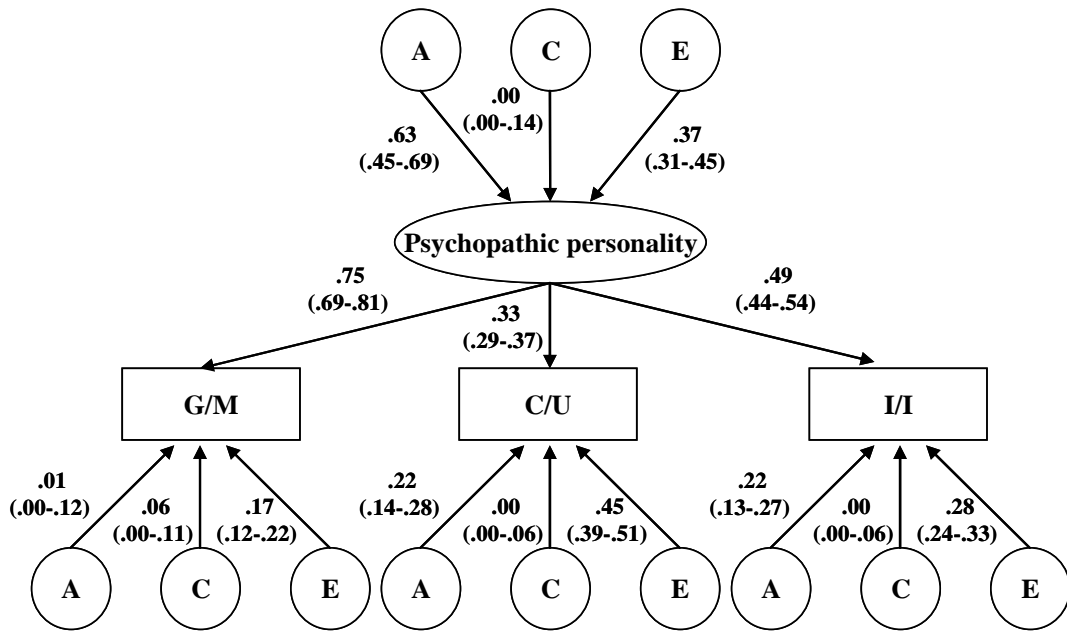 A
C
E
.63
(.45-.69)
.00
(.00-.14)
.37
(.31-.45)
Psychopathic personality
.75
(.69-.81)
.33
(.29-.37)
.49
(.44-.54)
G/M
C/U
I/I
.01
(.00-.12)
.06
(.00-.11)
.17
(.12-.22)
.22
(.14-.28)
.00
(.00-.06)
.45
(.39-.51)
.22
(.13-.27)
.00
(.00-.06)
.28
(.24-.33)
A
C
E
A
C
E
A
C
E